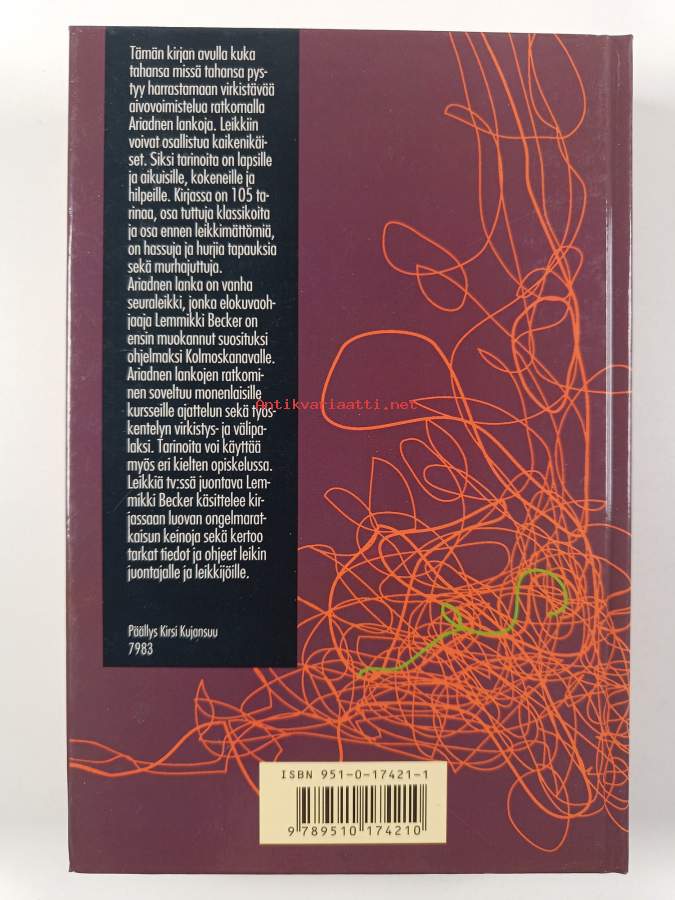 Tämän kirjan avulla kuka
tahansa missä tahansa pys-
tyy harrastamaan virkistävää
aivovoimistelua ratkomalla
Ariadnen lankoja. Leikkiin
voivat osallistua kaikenikäi-
set. Siksi tarinoita on lapsille
ja aikuisille, kokeneille ja
hilpeille. Kirjassa on 105 ta-
rinaa, osa tuttuja klassikoita
ja osa ennen leikkimättömiä,
on hassuja ja hurjia tapauksia
sekä murhajuttuja.
Ariadnen lanka on vanha
seuraleikki, jonka elokuvaoh-
jaaja Lemmikki Becker on
ensin muokannut suosituksi
ohjelmaksi Kolmoskanavalle.
Ariadnen lankojen ratkomi-
nen soveltuu monenlaisille
kursseille ajattelun sekä työs-
kentelyn virkistys- ja välipa-
laksi. Tarinoita voi käyttää
myös eri kielten opiskelussa.
Leikkiä tv:ssä juontava Lem-
mikki Becker käsittelee kir-
jassaan luovan ongelmarat-
kaisun keinoja sekä kertoo
tarkat tiedot ja ohjeet leikin
juontajalle ja leikkijöille.
Päällys Kirsi Kujansuu
7983
Antikvariaatti.net
ISBN 951-0-17421-1
9 789510 174210